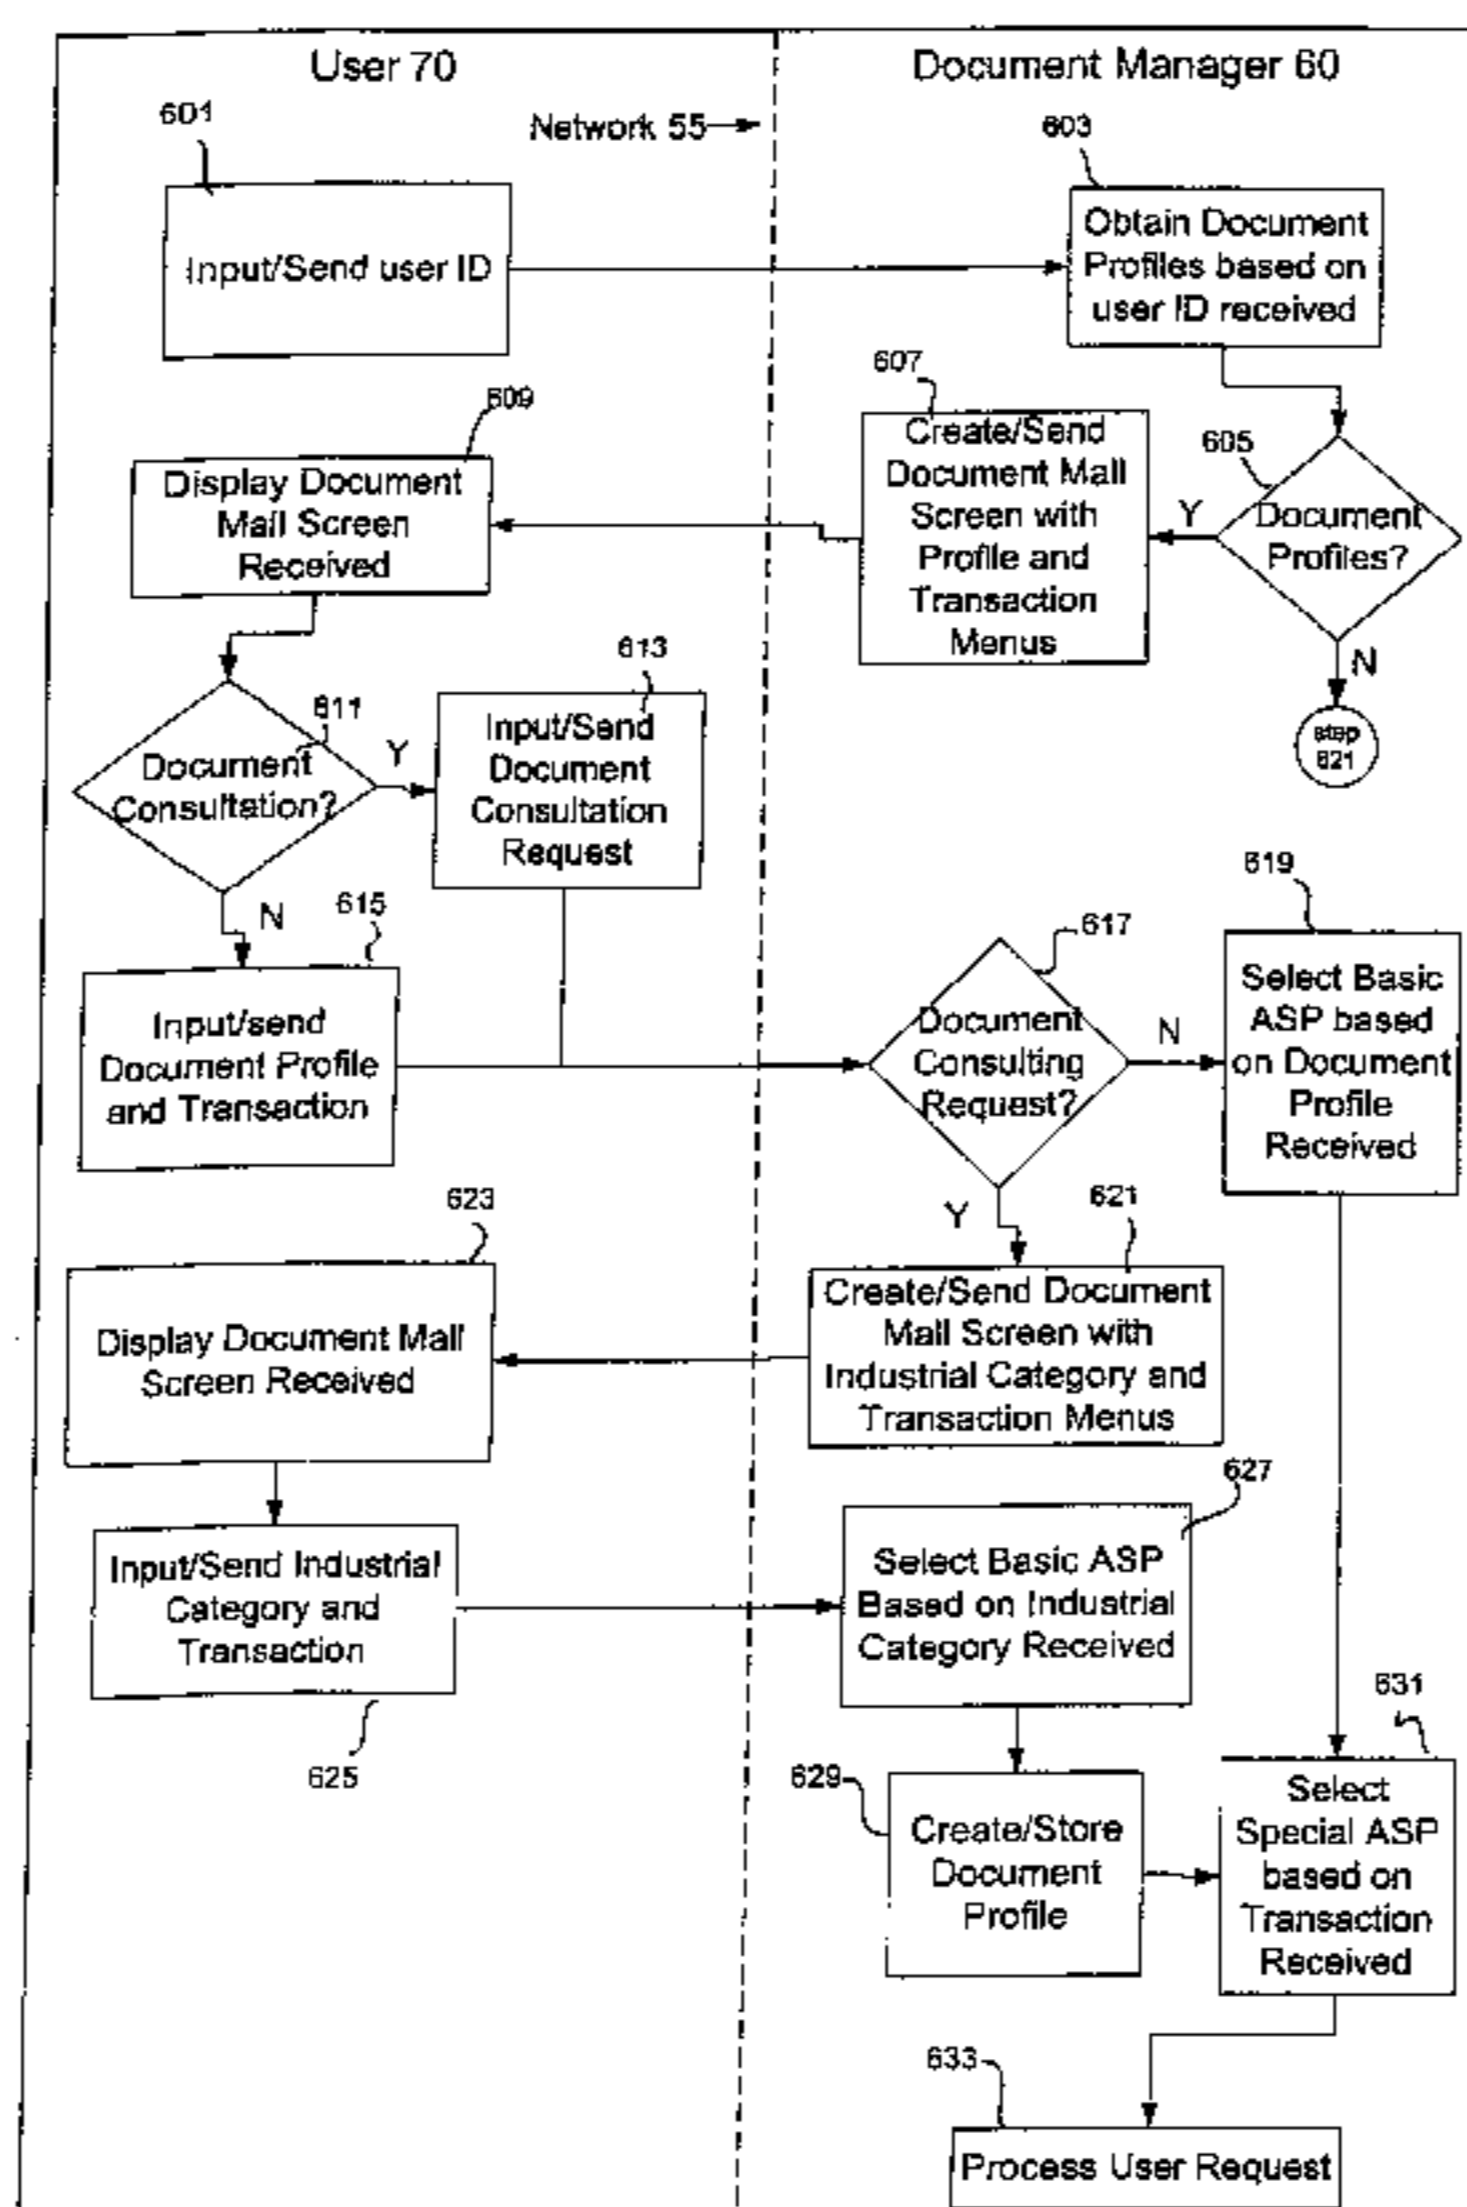 User 70
Document Manager 60
Network 55
601
Input/Send user ID
603
Obtain Document
Profiles based on
user ID received
605
Document
Profiles?
Y
N
step
621
607
Create/Send
Document Mall
Screen with
Profile and
Transaction
Menus
609
Display Document
Mall Screen
Received
611
Document
Consultation?
Y
N
613
Input/Send
Document
Consultation
Request
615
Input/send
Document Profile
and Transaction
617
Document
Consulting
Request?
N
Y
619
Select Basic
ASP based
on Document
Profile
Received
621
Create/Send Document
Mall Screen with
Industrial Category and
Transaction Menus
623
Display Document Mall
Screen Received
Input/Send Industrial
Category and
Transaction
625
627
Select Basic ASP
Based on Industrial
Category Received
629
Create/Store
Document
Profile
631
Select
Special ASP
based on
Transaction
Received
633
Process User Request